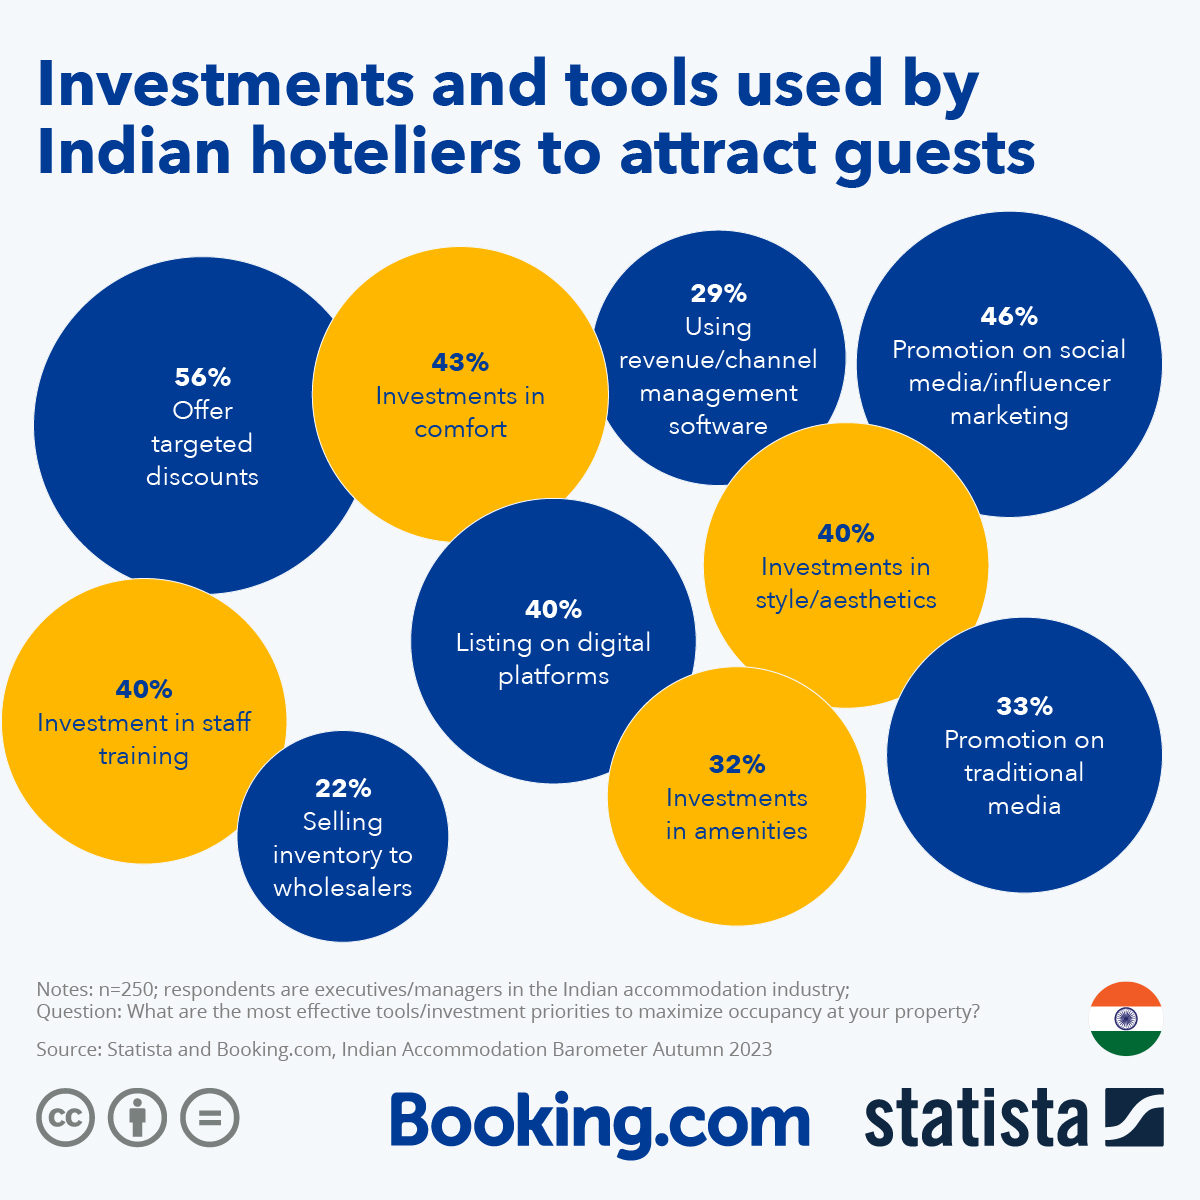 Investments and tools used by
Indian hoteliers to attract guests
56%
Offer
targeted
discounts
43%
Investments in
comfort
29%
Using
revenue/channel
management
software
46%
Promotion on social
media/influencer
marketing
40%
Investments in
style/aesthetics
40%
Listing on digital
platforms
40%
Investment in staff
training
22%
Selling
inventory to
wholesalers
32%
Investments
in amenities
33%
Promotion on
traditional
media
Notes: n=250; respondents are executives/managers in the Indian accommodation industry;
Question: What are the most effective tools/investment priorities to maximize occupancy at your property?
Source: Statista and Booking.com, Indian Accommodation Barometer Autumn 2023
cc
Booking.com
statista